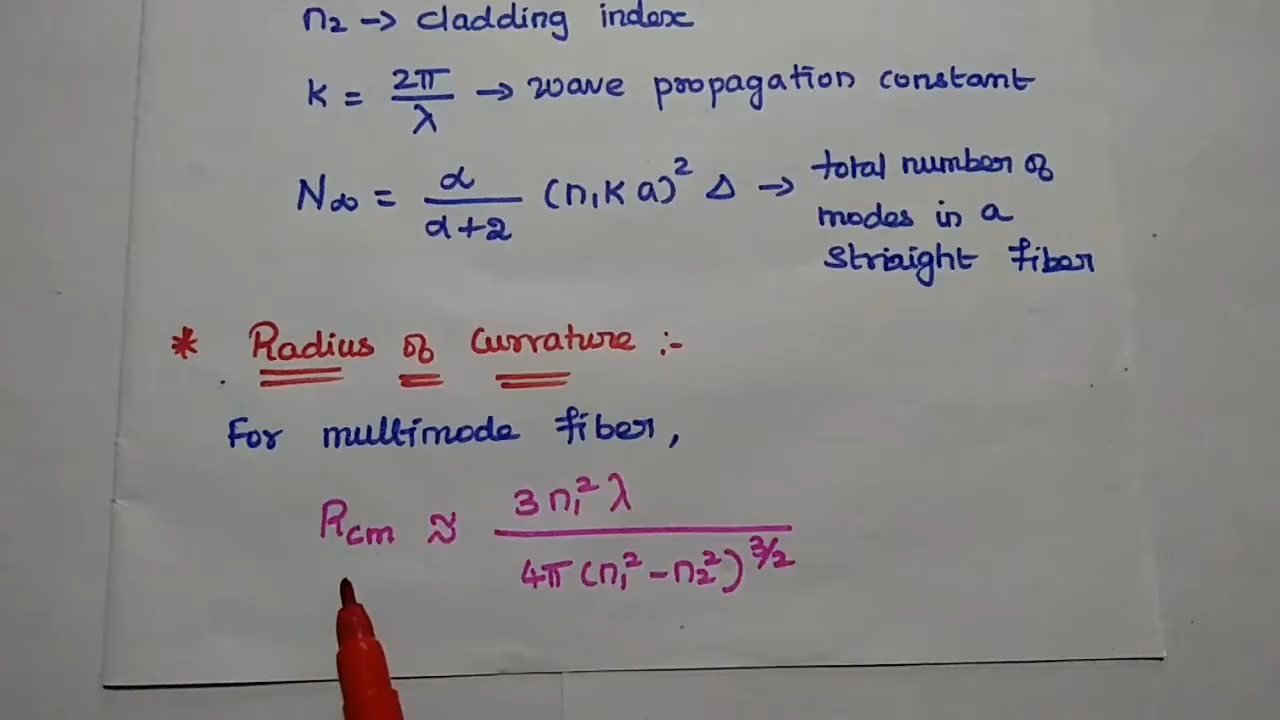 n₂ → cladding index
K = 2π/λ → wave propagation constant
N∞ = α/(α+2) (n₁K a)² Δ → total number of modes in a straight fiber
* Radius of Curvature :-
For multimode fiber,
Rcm ≈ 3n₁²λ / 4π(n₁²-n₂²)^3/2